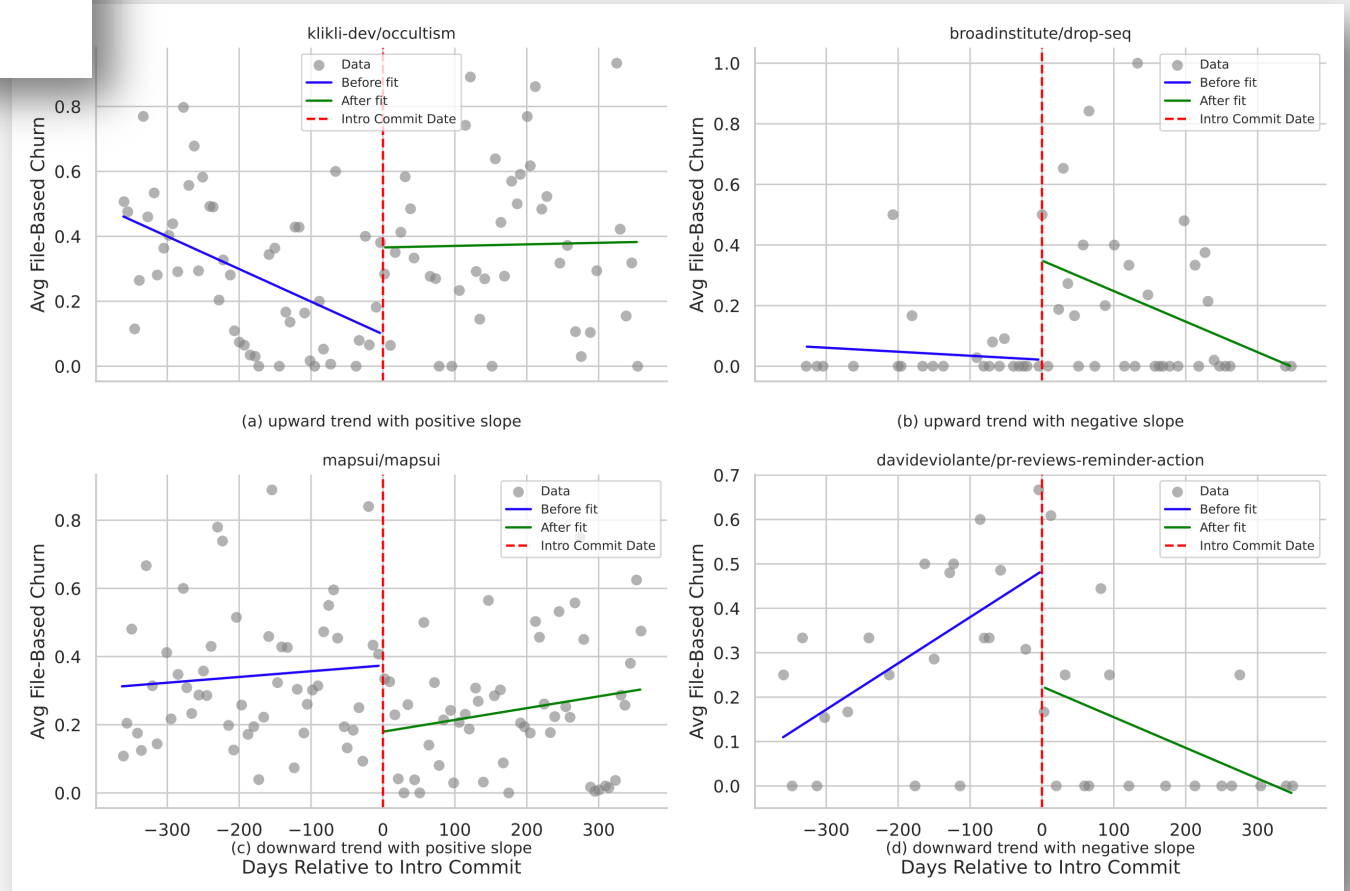 klikli-dev/occultism
Data
Before fit
After fit
Intro Commit Date
0.8
0.6
0.4
0.2
0.0
Avg File-Based Churn
(a) upward trend with positive slope
broadinstitute/drop-seq
Data
Before fit
After fit
Intro Commit Date
1.0
0.8
0.6
0.4
0.2
0.0
Avg File-Based Churn
(b) upward trend with negative slope
mapsui/mapsui
Data
Before fit
After fit
Intro Commit Date
0.8
0.6
0.4
0.2
0.0
Avg File-Based Churn
−300 −200 −100 0 100 200 300
(c) downward trend with positive slope
Days Relative to Intro Commit
davideviolante/pr-reviews-reminder-action
Data
Before fit
After fit
Intro Commit Date
0.7
0.6
0.5
0.4
0.3
0.2
0.1
0.0
Avg File-Based Churn
−300 −200 −100 0 100 200 300
(d) downward trend with negative slope
Days Relative to Intro Commit